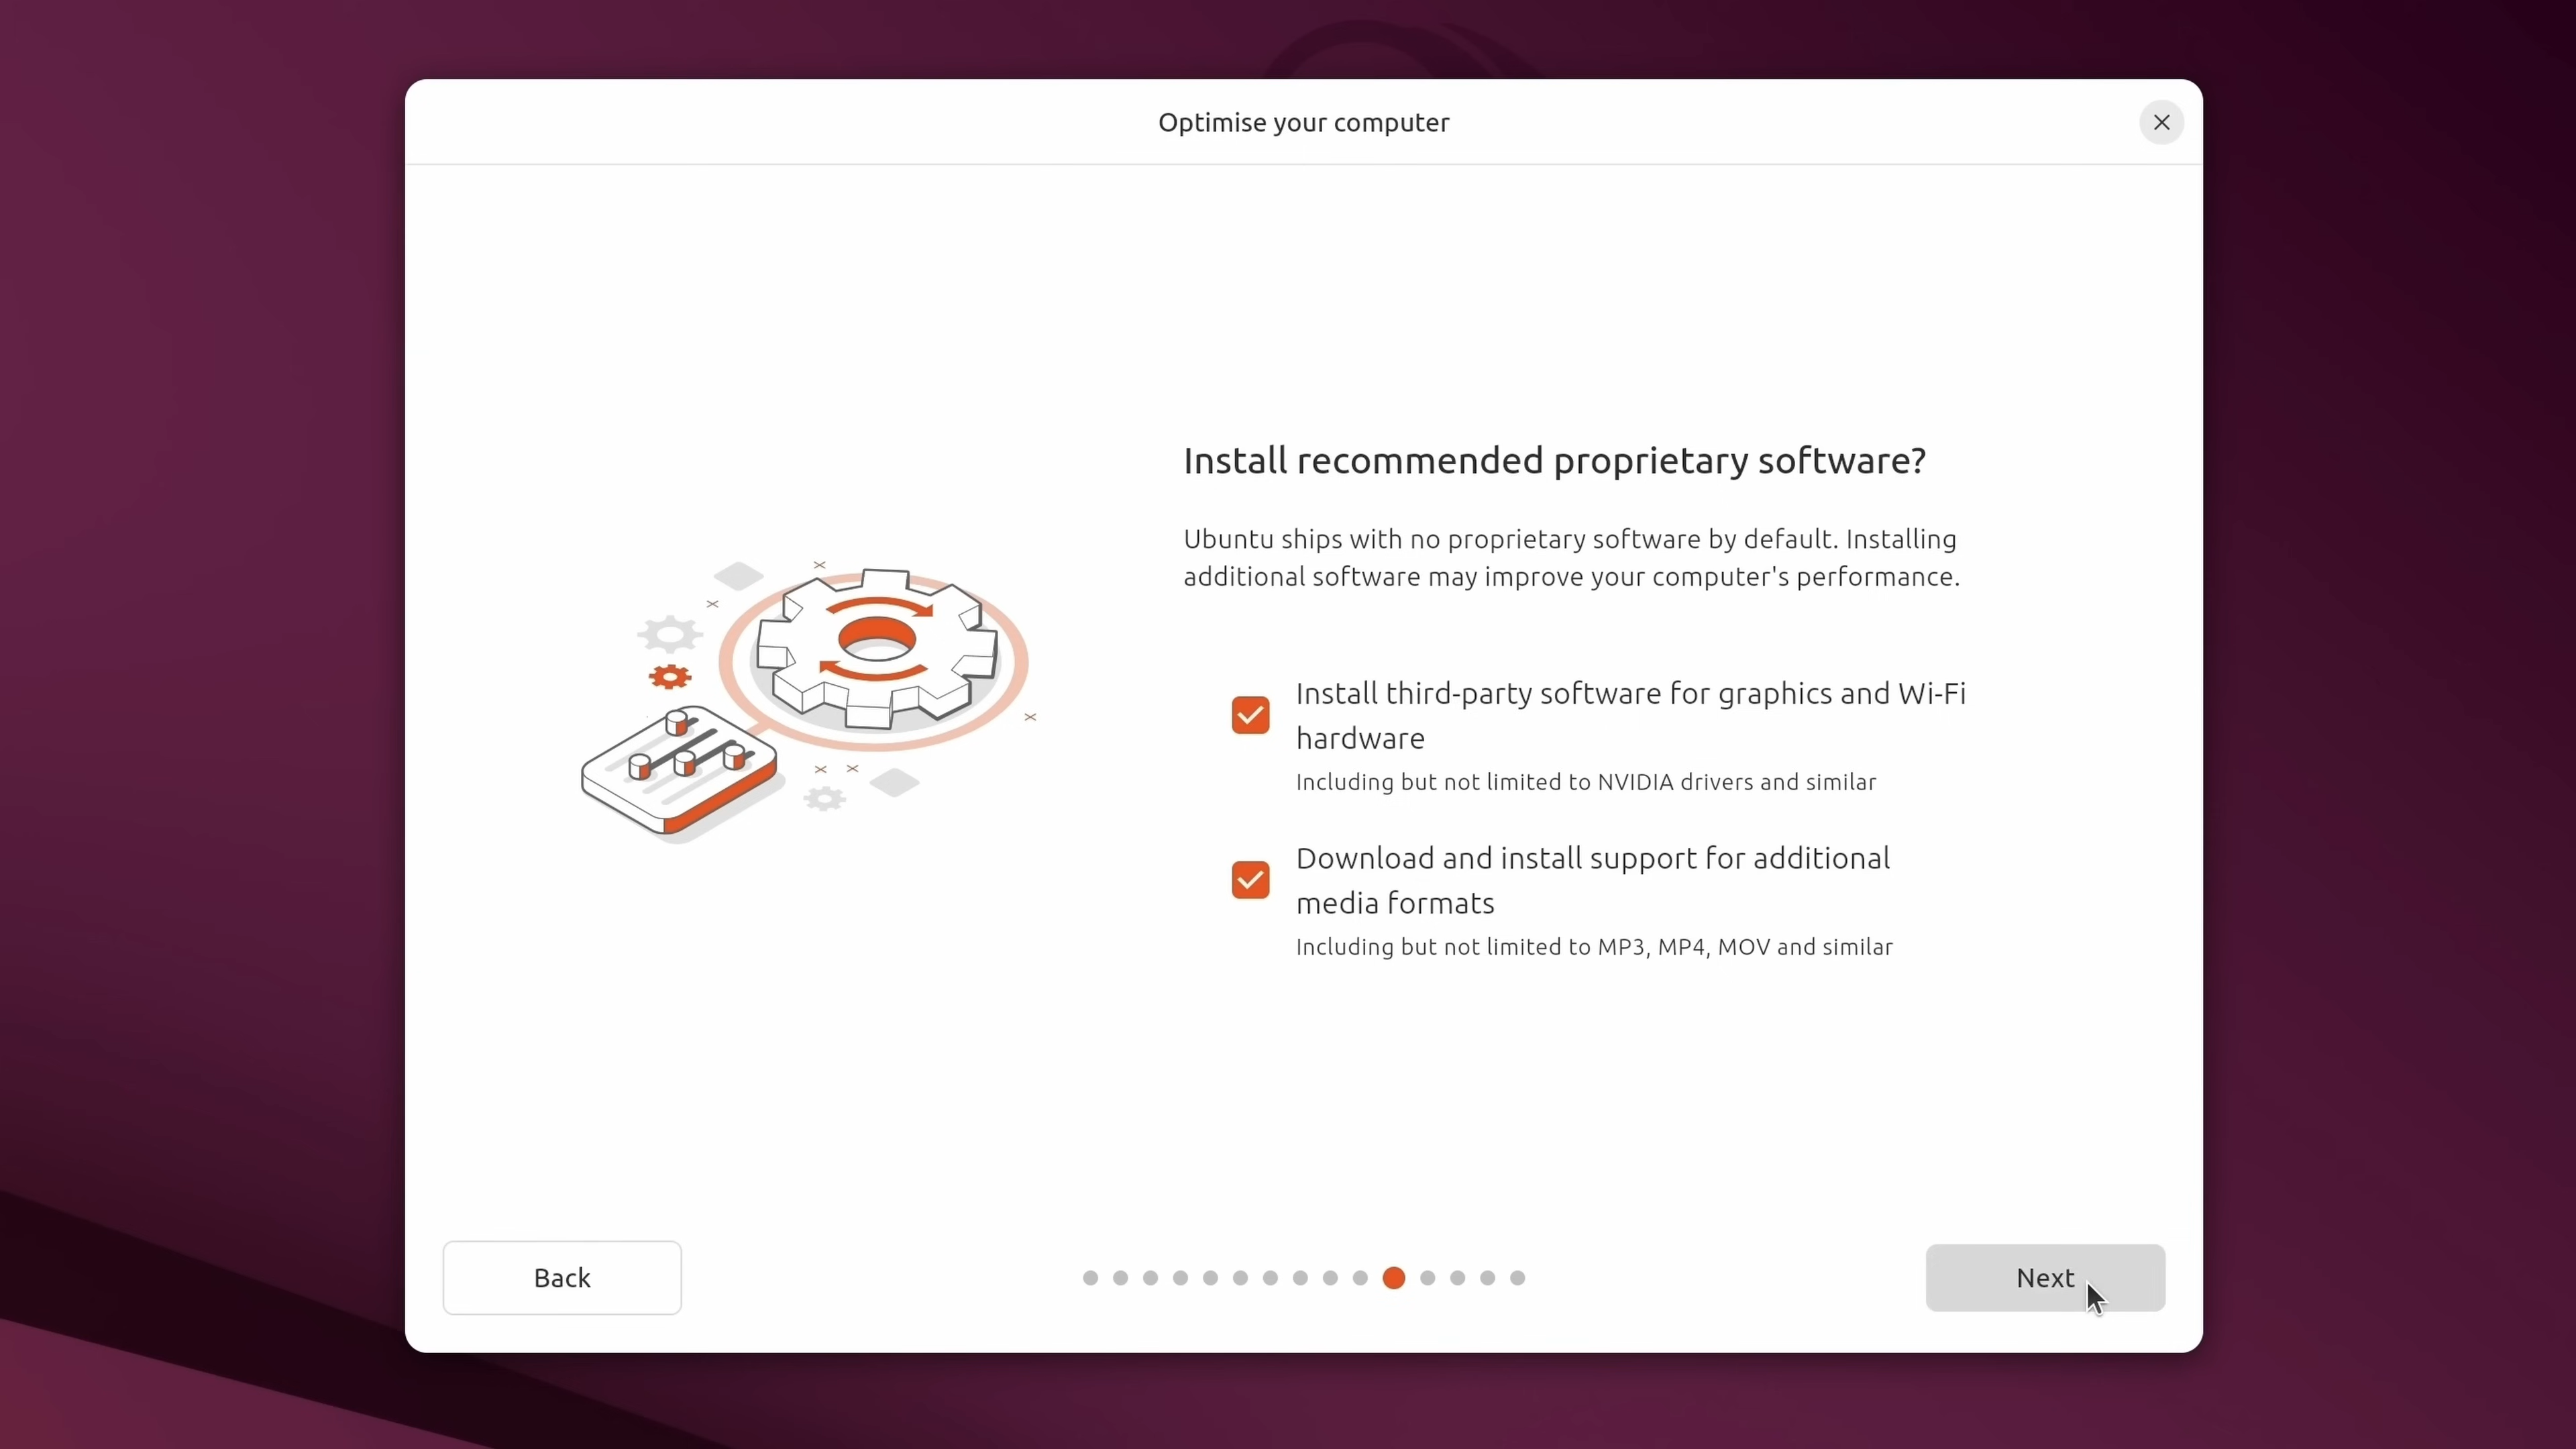 Optimise your computer
Install recommended proprietary software?
Ubuntu ships with no proprietary software by default. Installing
additional software may improve your computer's performance.
Install third-party software for graphics and Wi-Fi
hardware
Including but not limited to NVIDIA drivers and similar
Download and install support for additional
media formats
Including but not limited to MP3, MP4, MOV and similar
Back
Next